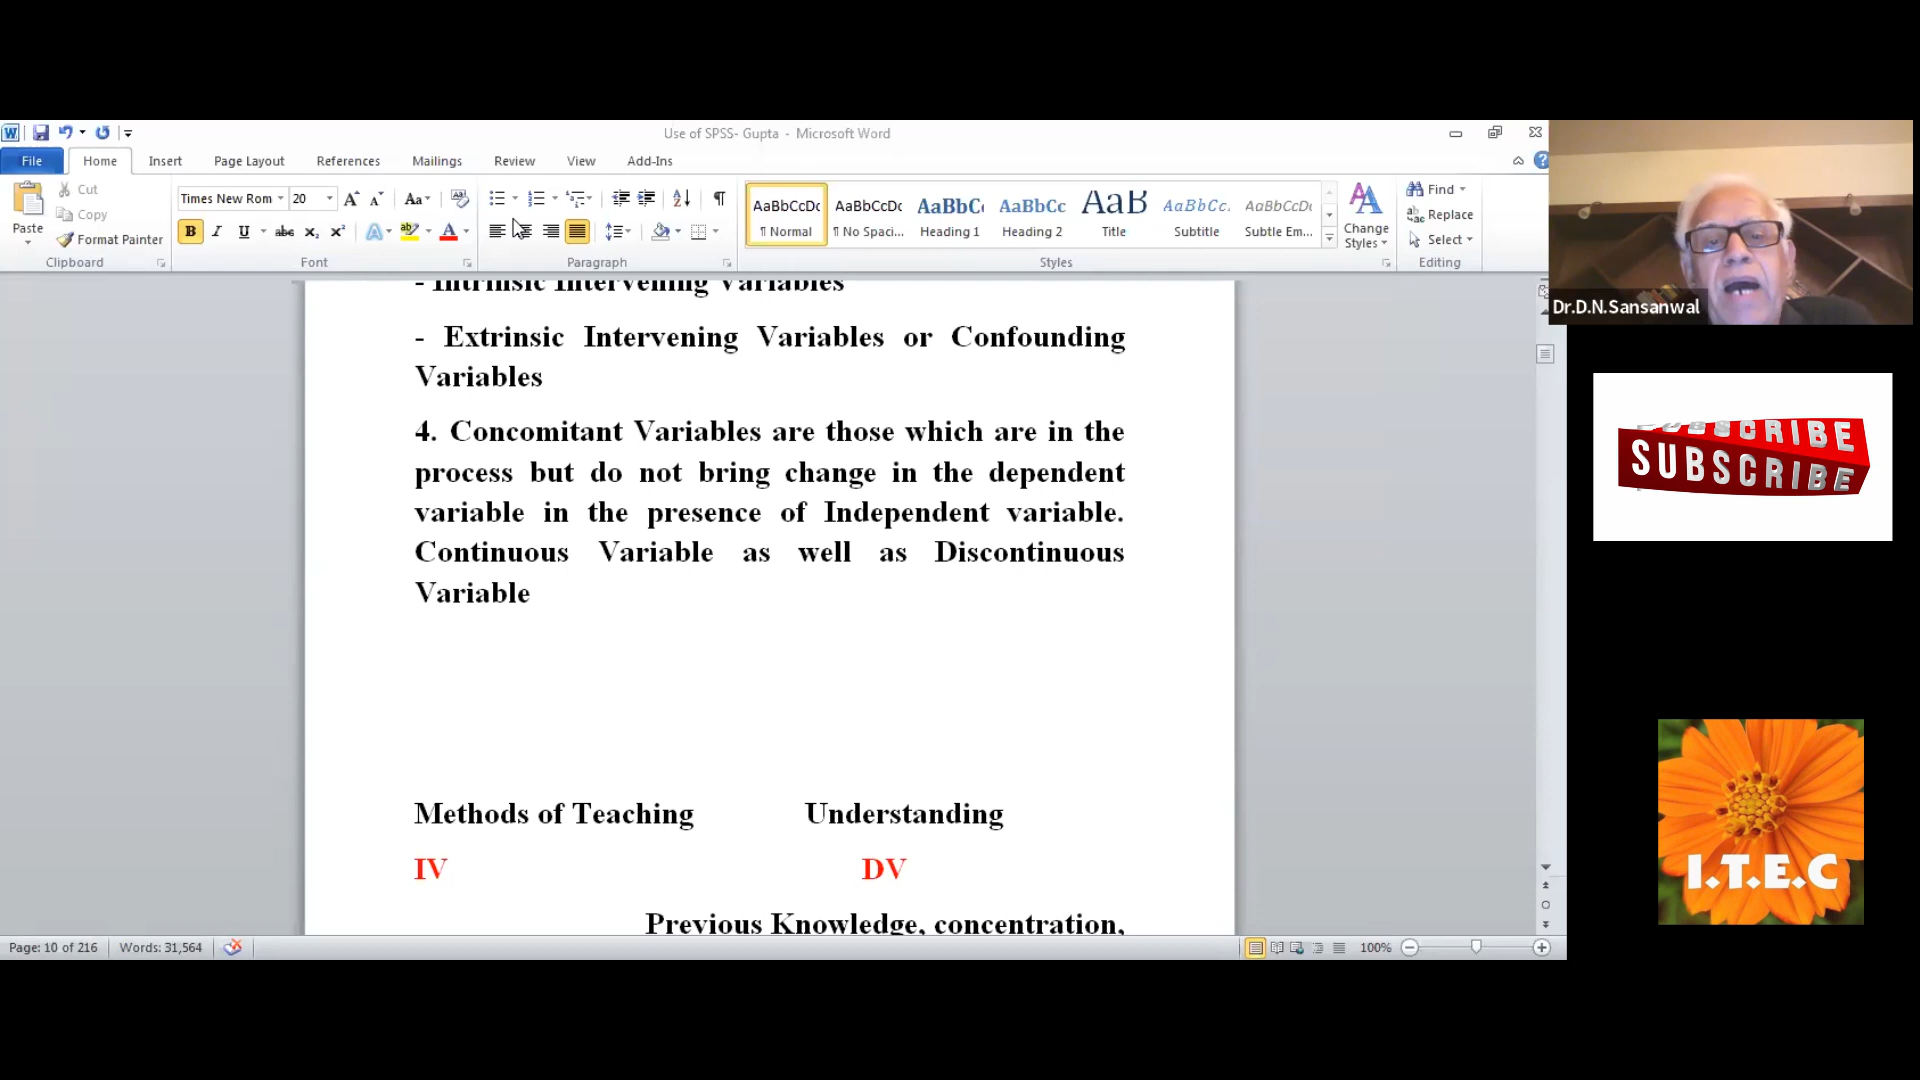 Use of SPSS- Gupta - Microsoft Word
File Home Insert Page Layout References Mailings Review View Add-Ins
Paste
Cut
Copy
Format Painter
Clipboard
Times New Rom 20
Font
Paragraph
AaBbCcDc AaBbCcDc AaBbC AaBbCc AaB AaBbCc. AaBbCcDc
¶ Normal ¶ No Spaci... Heading 1 Heading 2 Title Subtitle Subtle Em...
Change
Styles
Styles
Find
Replace
Select
Editing
- Intrinsic Intervening Variables
- Extrinsic Intervening Variables or Confounding
Variables
4. Concomitant Variables are those which are in the
process but do not bring change in the dependent
variable in the presence of Independent variable.
Continuous Variable as well as Discontinuous
Variable
Methods of Teaching Understanding
IV DV
Previous Knowledge, concentration,
Page: 10 of 216 Words: 31,564 100%
Dr.D.N.Sansanwal
SUBSCRIBE
SUBSCRIBE
I.T.E.C